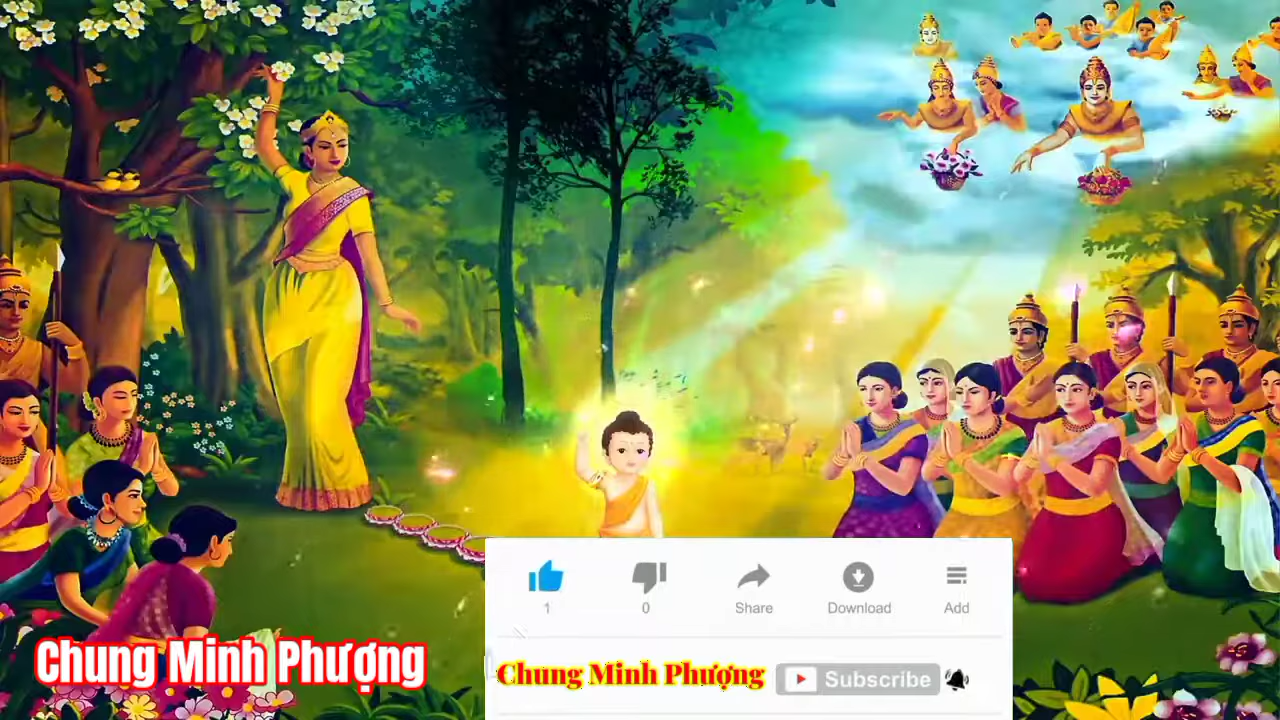 1
0
Share
Download
Add
Chung Minh Phượng
Chung Minh Phượng
Subscribe